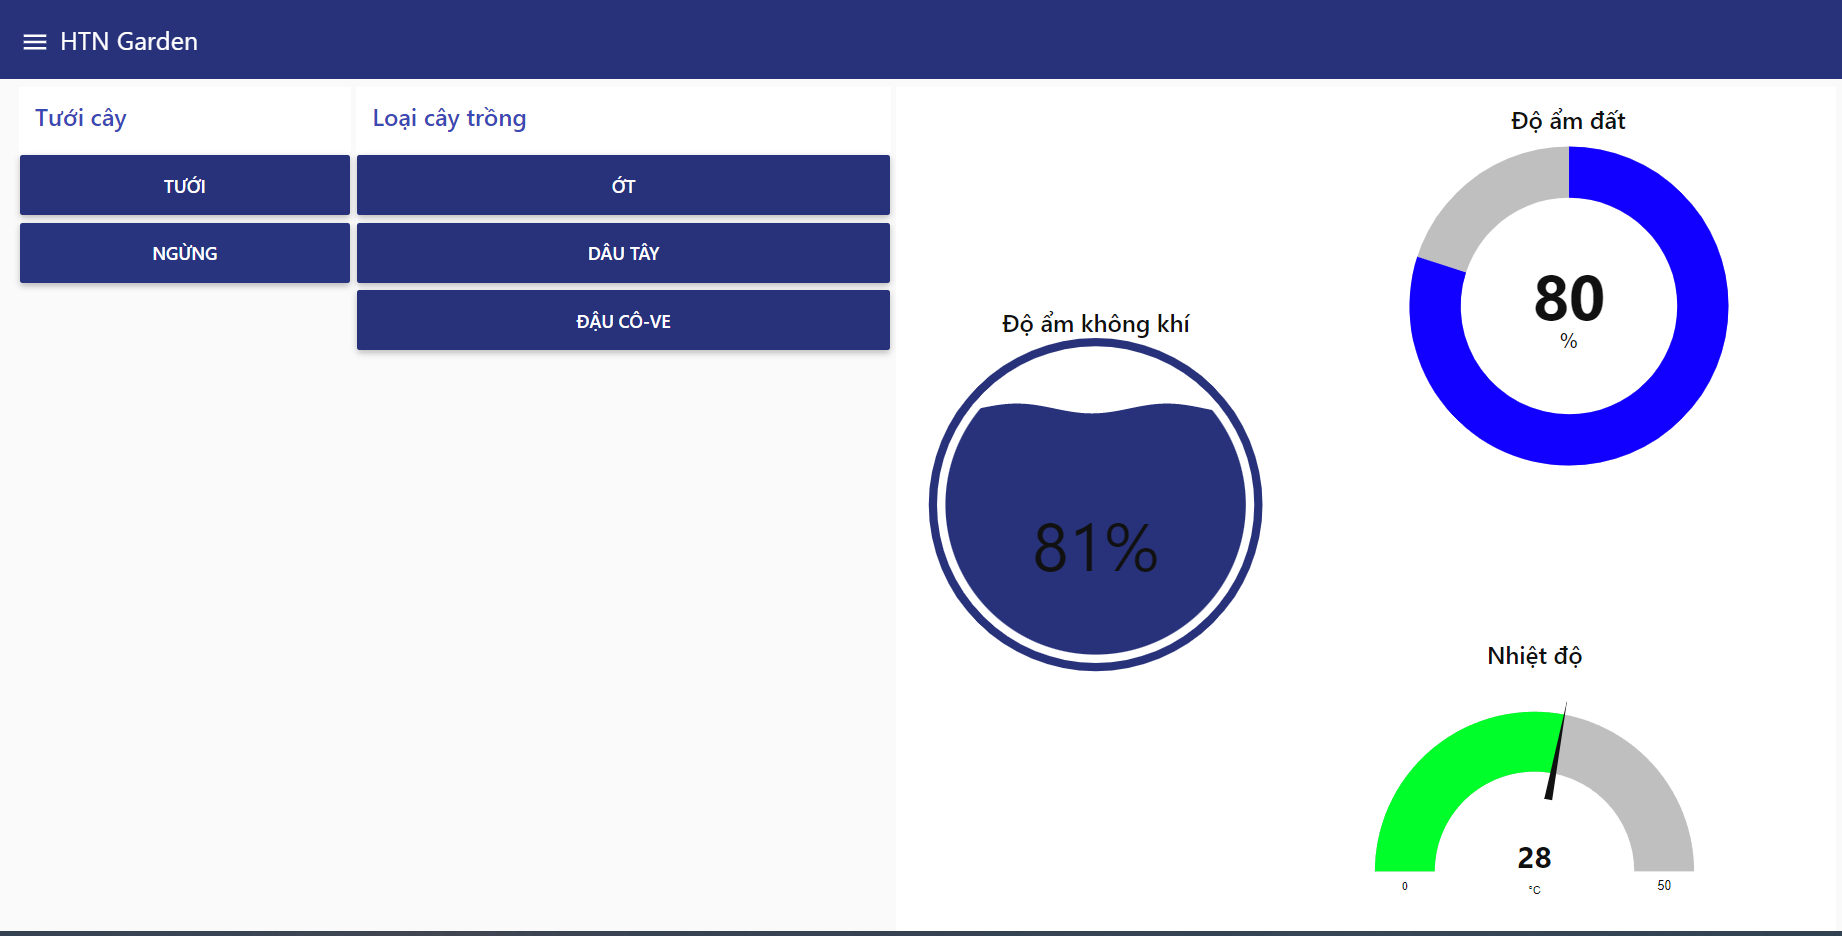 HTN Garden
Tưới cây
TƯỚI
NGỪNG
Loại cây trồng
ỚT
DÂU TÂY
ĐẬU CÔ-VE
Độ ẩm không khí
81%
Độ ẩm đất
80
%
Nhiệt độ
28
°C
0
50